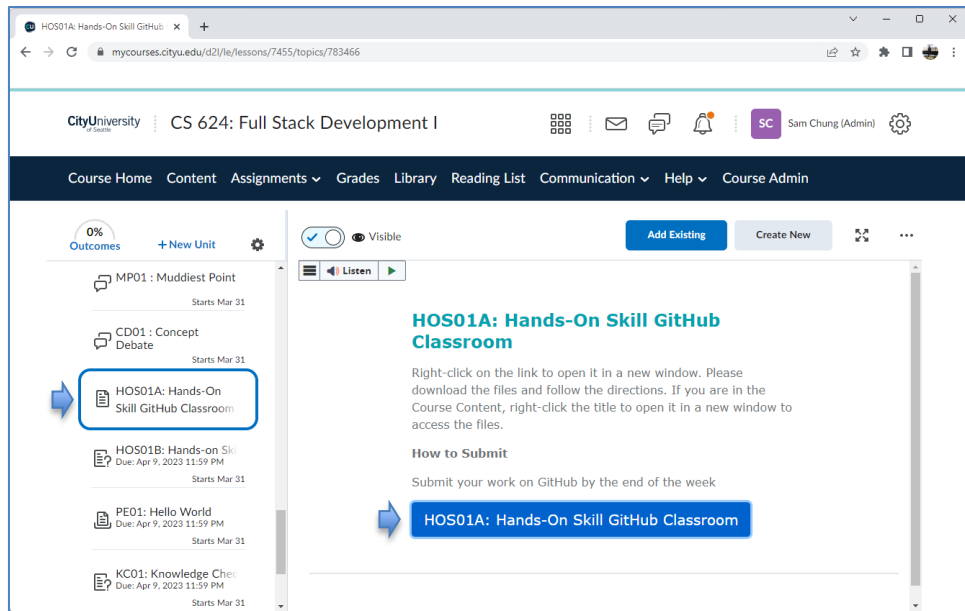 HOS01A: Hands-On Skill GitHub
mycourses.cityu.edu/d2l/le/lessons/7455/topics/783466
CityUniversity
of Seattle
CS 624: Full Stack Development I
SC
Sam Chung (Admin)
Course Home Content Assignments Grades Library Reading List Communication Help Course Admin
0%
Outcomes
+ New Unit
Visible
Add Existing
Create New
MP01 : Muddiest Point
Starts Mar 31
CD01 : Concept
Debate
Starts Mar 31
HOS01A: Hands-On
Skill GitHub Classroom
HOS01B: Hands-on Ski
Due: Apr 9, 2023 11:59 PM
Starts Mar 31
PE01: Hello World
Due: Apr 9, 2023 11:59 PM
Starts Mar 31
KC01: Knowledge Chec
Due: Apr 9, 2023 11:59 PM
Starts Mar 31
Listen
HOS01A: Hands-On Skill GitHub
Classroom
Right-click on the link to open it in a new window. Please
download the files and follow the directions. If you are in the
Course Content, right-click the title to open it in a new window to
access the files.
How to Submit
Submit your work on GitHub by the end of the week
HOS01A: Hands-On Skill GitHub Classroom